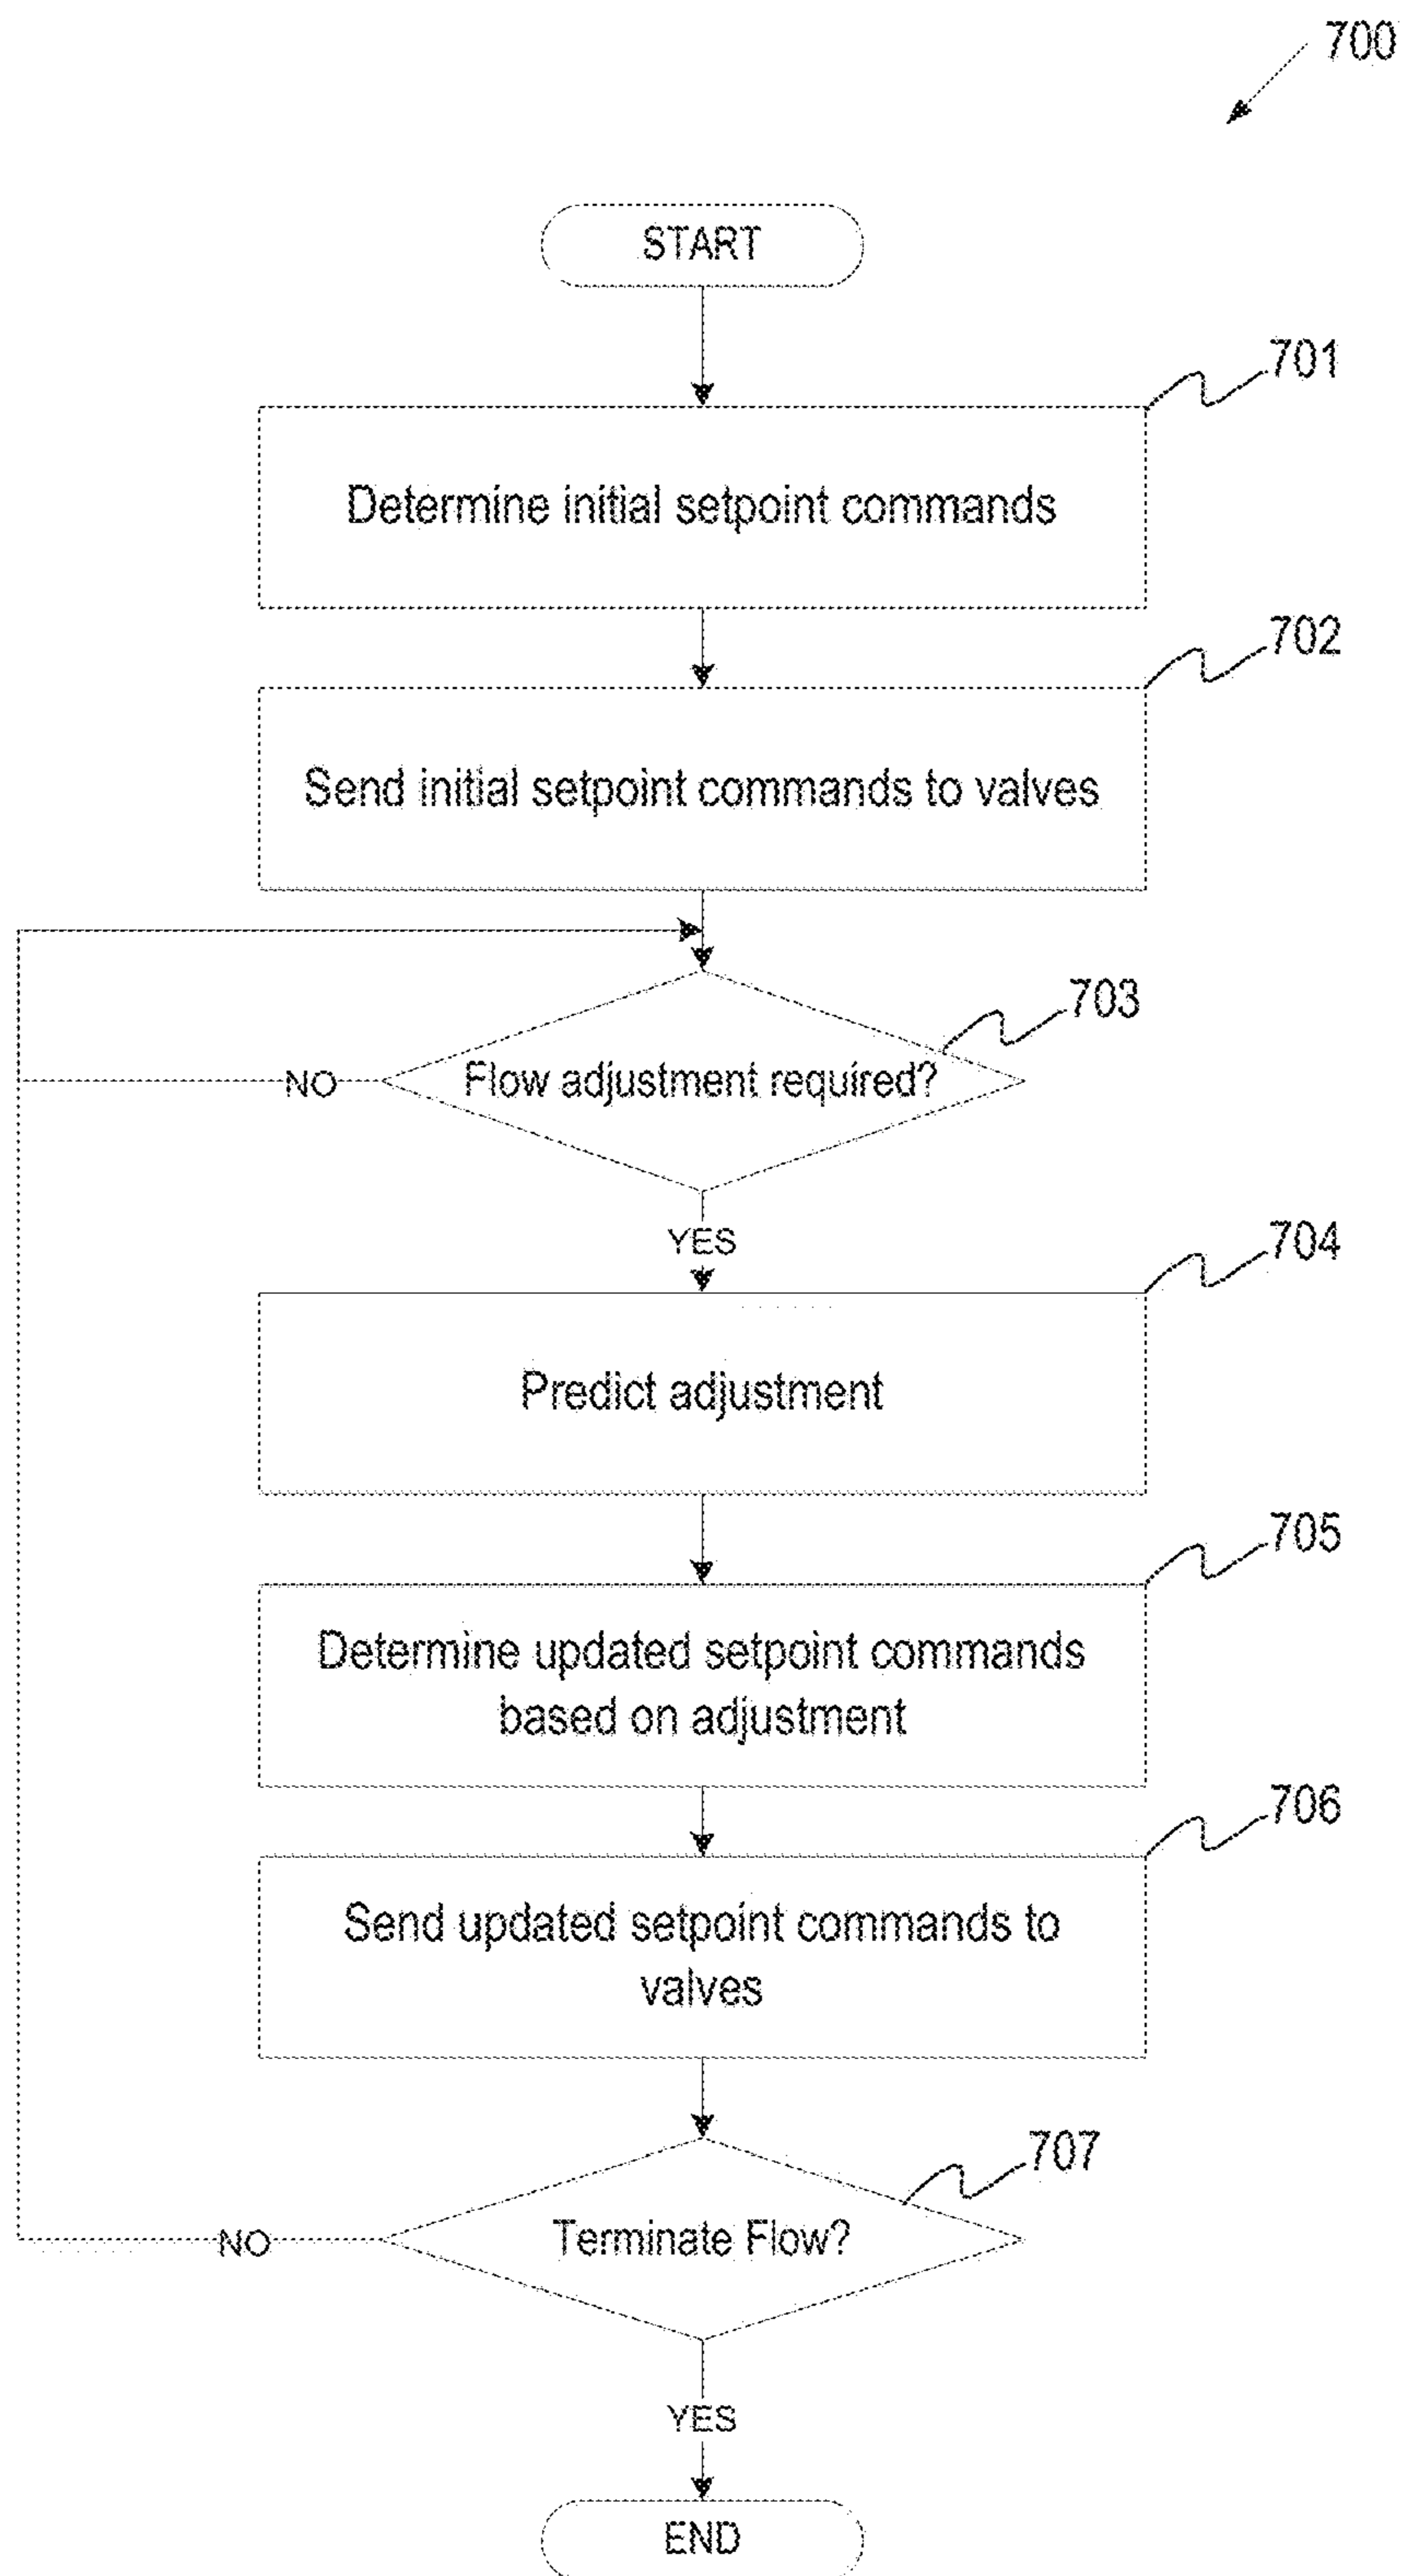 700
START
701
Determine initial setpoint commands
702
Send initial setpoint commands to valves
703
Flow adjustment required?
NO
YES
704
Predict adjustment
705
Determine updated setpoint commands
based on adjustment
706
Send updated setpoint commands to
valves
707
Terminate Flow?
NO
YES
END